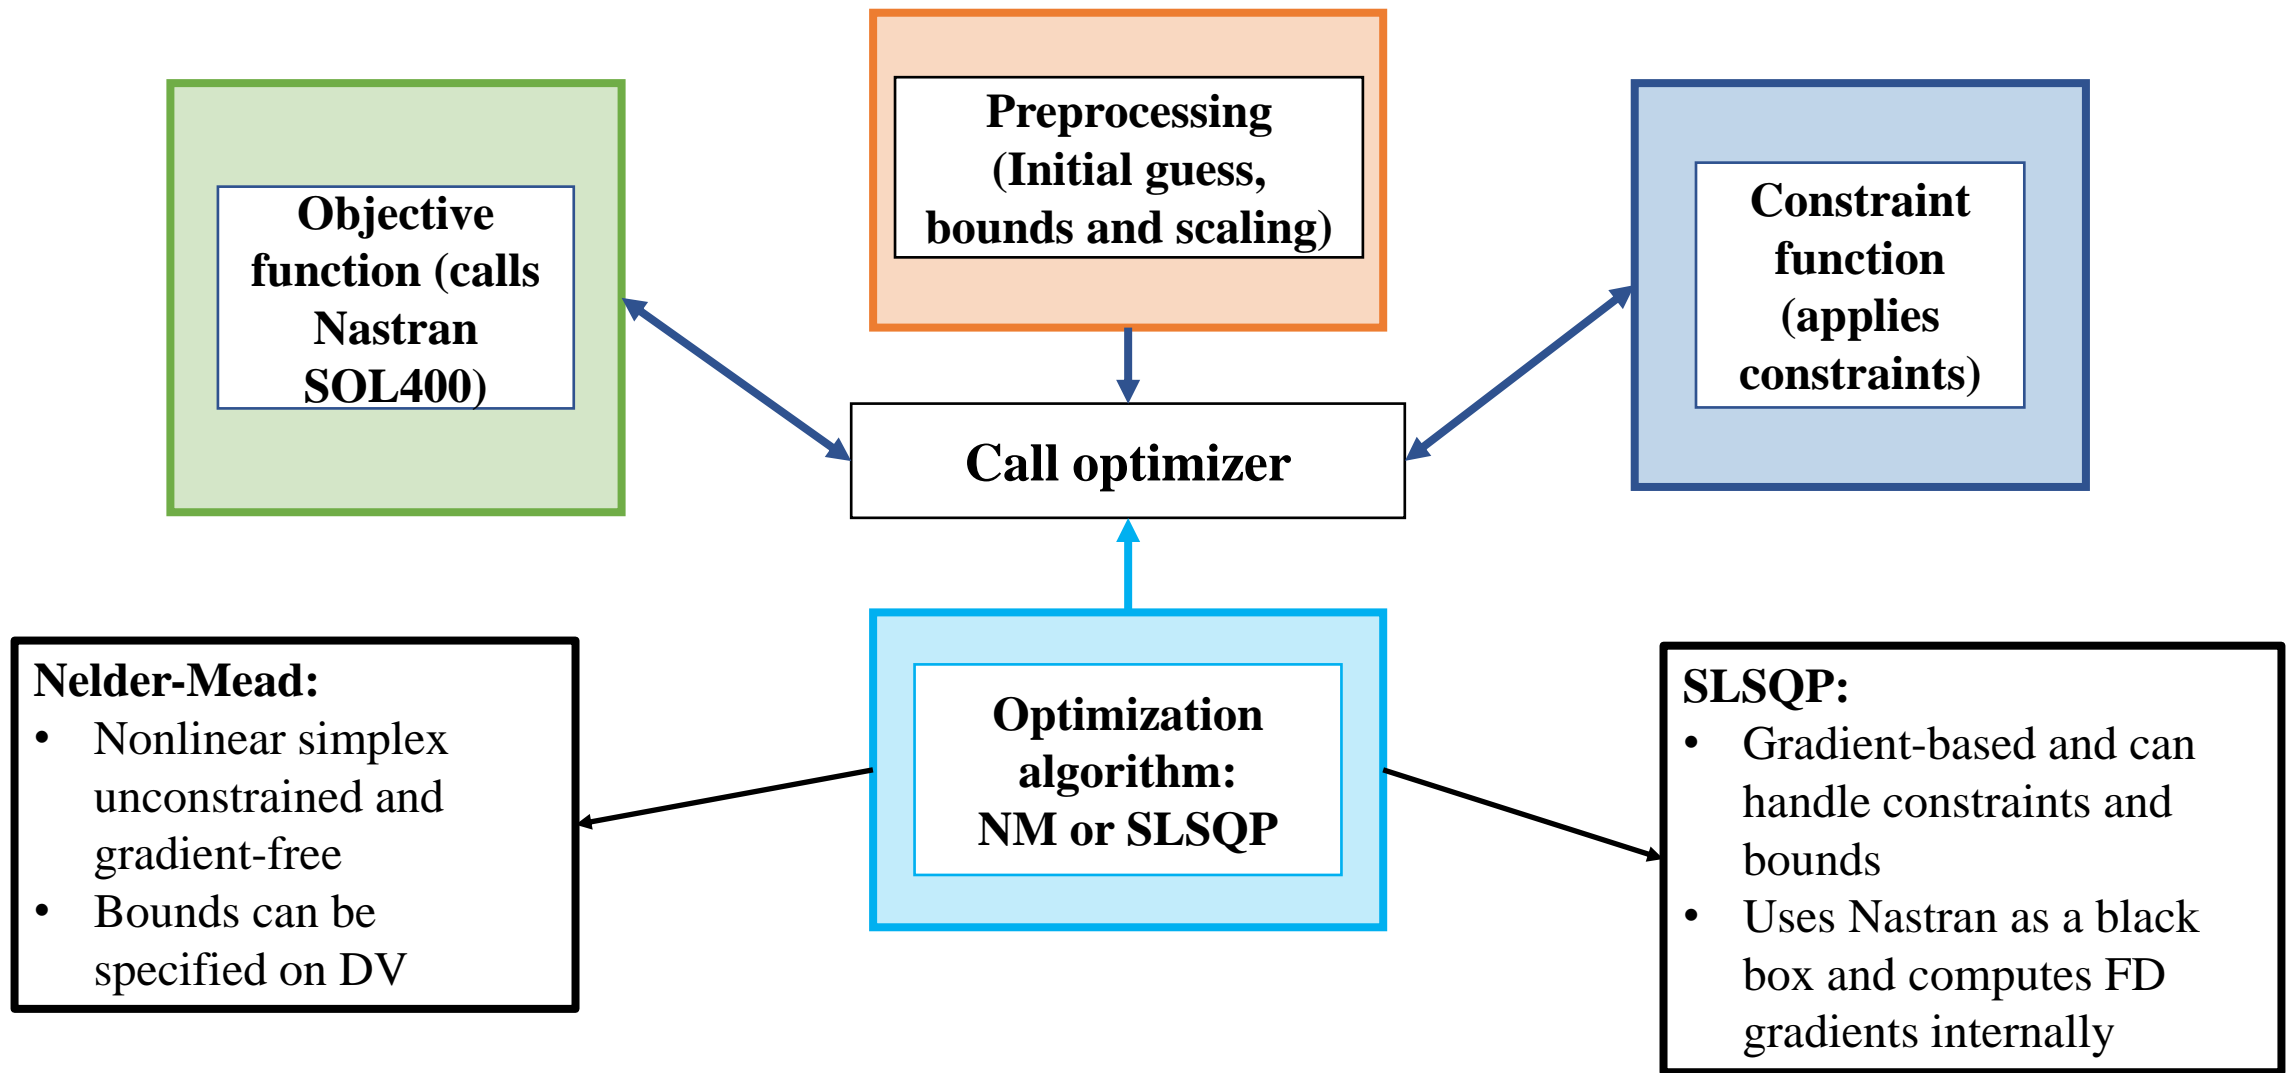 Preprocessing
(Initial guess,
bounds and scaling)
Objective
function (calls
Nastran
SOL400)
Constraint
function
(applies
constraints)
Call optimizer
Nelder-Mead:
• Nonlinear simplex
unconstrained and
gradient-free
• Bounds can be
specified on DV
Optimization
algorithm:
NM or SLSQP
SLSQP:
• Gradient-based and can
handle constraints and
bounds
• Uses Nastran as a black
box and computes FD
gradients internally